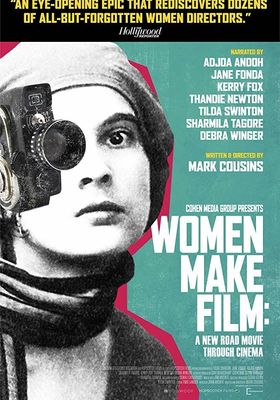 "AN EYE-OPENING EPIC THAT REDISCOVERS DOZENS
OF ALL-BUT-FORGOTTEN WOMEN DIRECTORS."
The
Hollywood
REPORTER
NARRATED BY
ADJOA ANDOH
JANE FONDA
KERRY FOX
THANDIE NEWTON
TILDA SWINTON
SHARMILA TAGORE
DEBRA WINGER
WRITTEN & DIRECTED BY
MARK COUSINS
COHEN MEDIA GROUP PRESENTS
WOMEN
MAKE
FILM:
A NEW ROAD MOVIE
THROUGH CINEMA